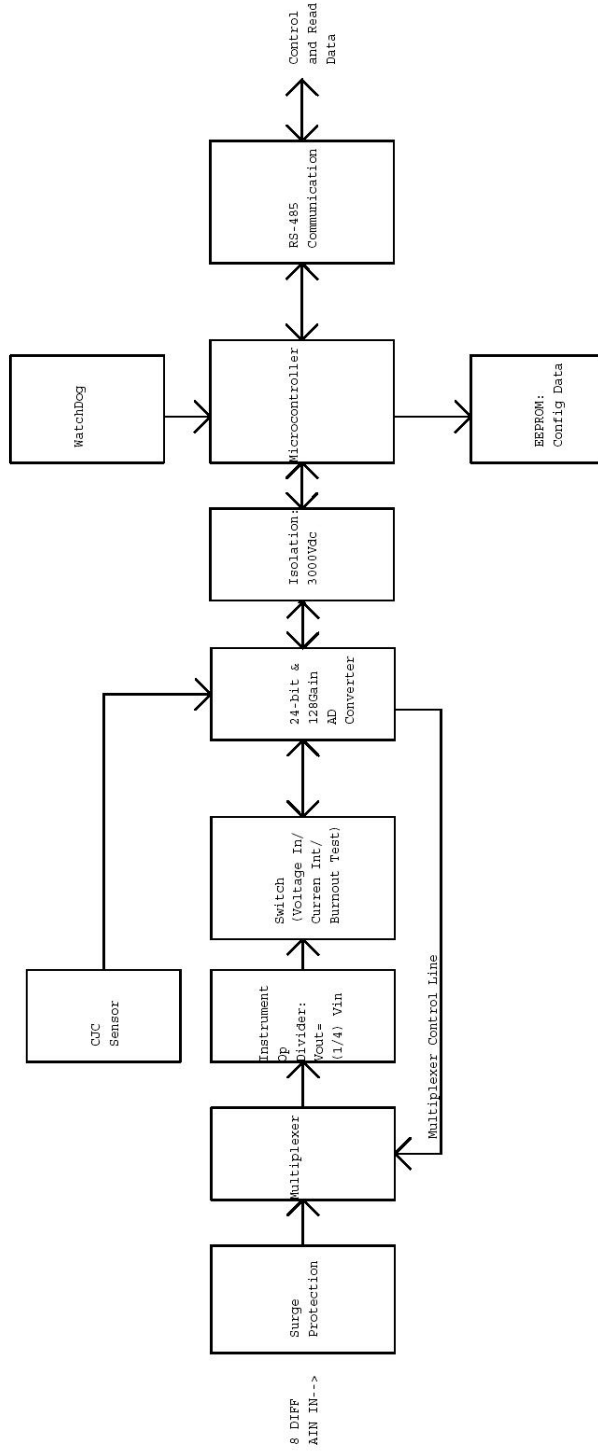 8 DIFF
AIN IN-->
Surge
Protection
Multiplexer
Instrument
Op
Divider:
Vout=
(1/4) Vin
CJC
Sensor
Switch
(Voltage In/
Curren Int/
Burnout Test)
24-bit &
128Gain
AD
Converter
Multiplexer Control Line
Isolation:
3000Vdc
WatchDog
Microcontroller
EEPROM:
Config Data
RS-485
Communication
Control
and Read
Data